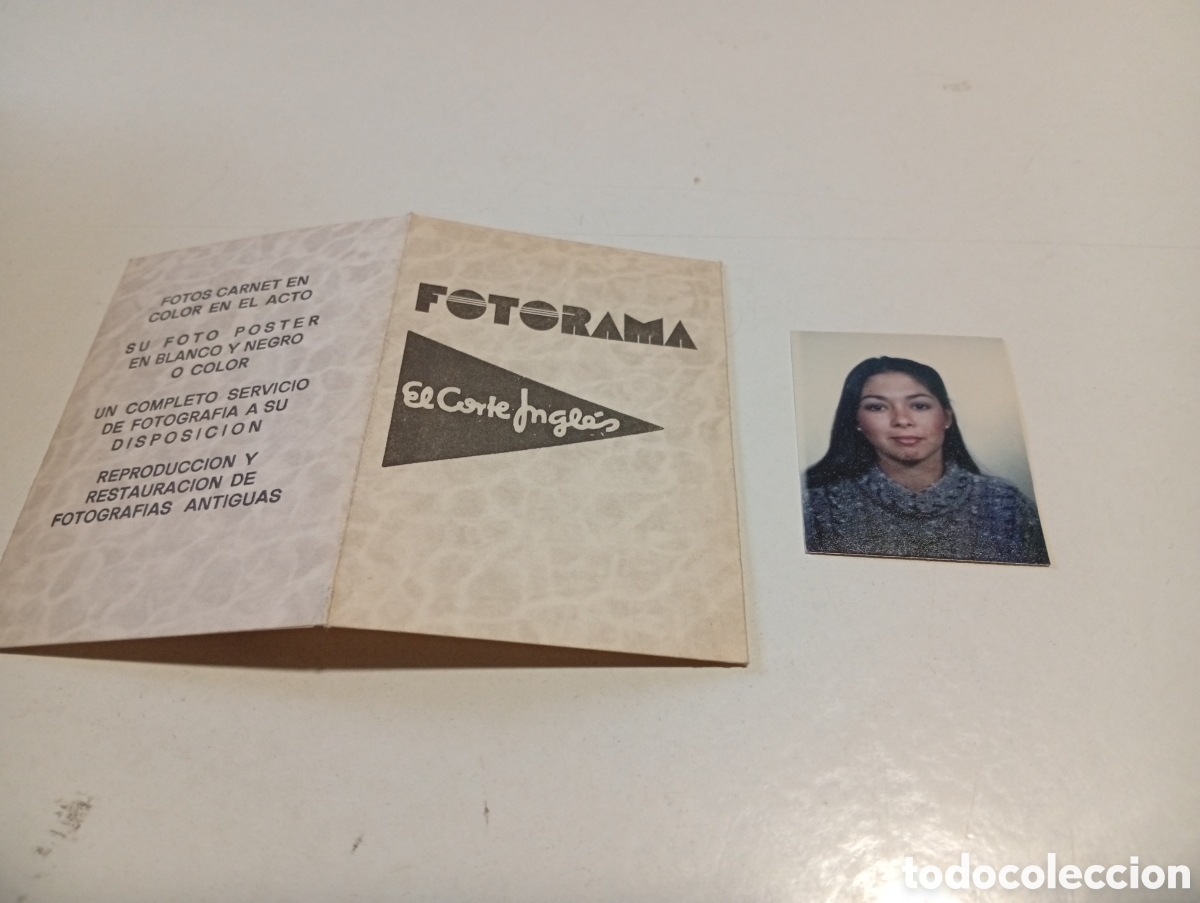 FOTOS CARNET EN
COLOR EN EL ACTO
SU FOTO POSTER
EN BLANCO Y NEGRO
O COLOR
UN COMPLETO SERVICIO
DE FOTOGRAFIA A SU
DISPOSICION
REPRODUCCION Y
RESTAURACION DE
FOTOGRAFIAS ANTIGUAS
FOTORAMA
El Corte Inglés
todocoleccion